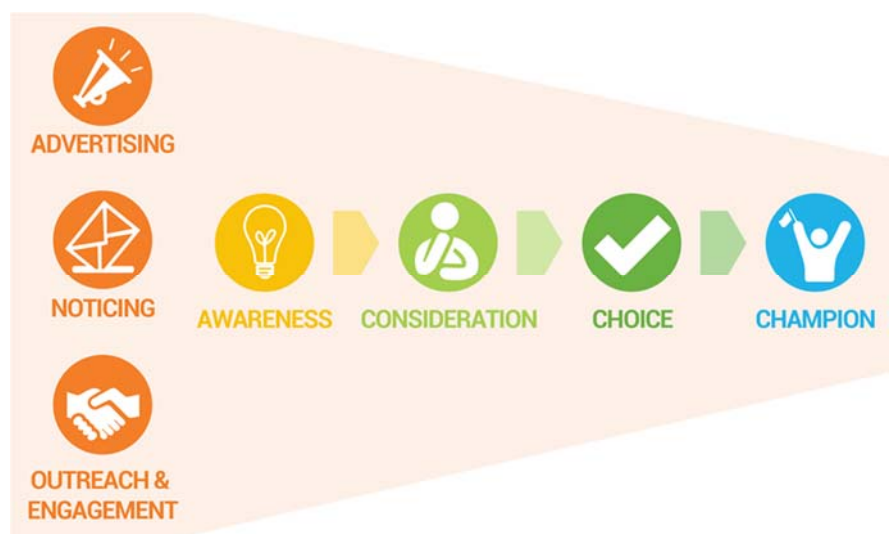 ADVERTISING
NOTICING
OUTREACH &
ENGAGEMENT
AWARENESS
CONSIDERATION
CHOICE
CHAMPION